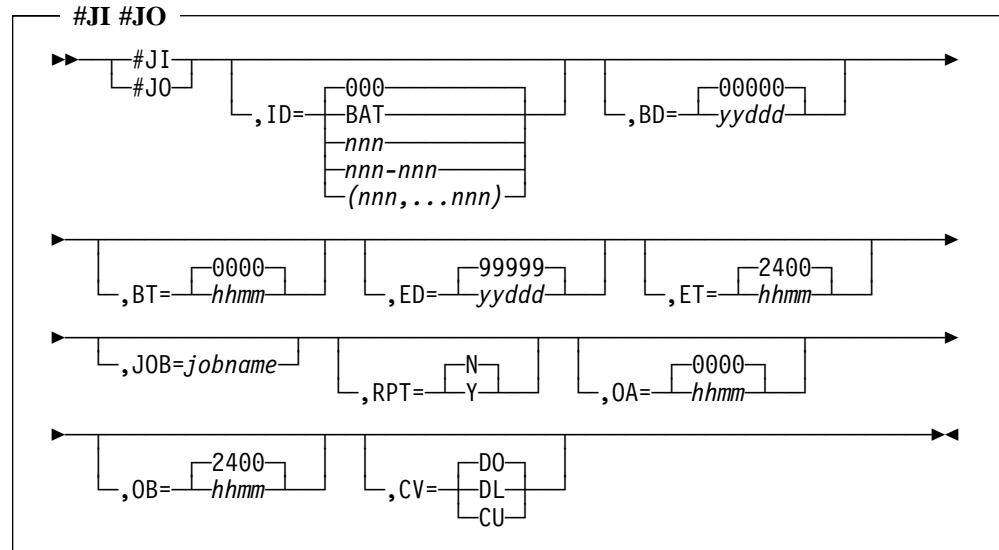 #JI #JO
#JI
#JO
,ID=
000
BAT
nnn
nnn-nnn
(nnn,...nnn)
,BD=
00000
yyddd
,BT=
0000
hhmm
,ED=
99999
yyddd
,ET=
2400
hhmm
,JOB=jobname
,RPT=
N
Y
,OA=
0000
hhmm
,OB=
2400
hhmm
,CV=
DO
DL
CU